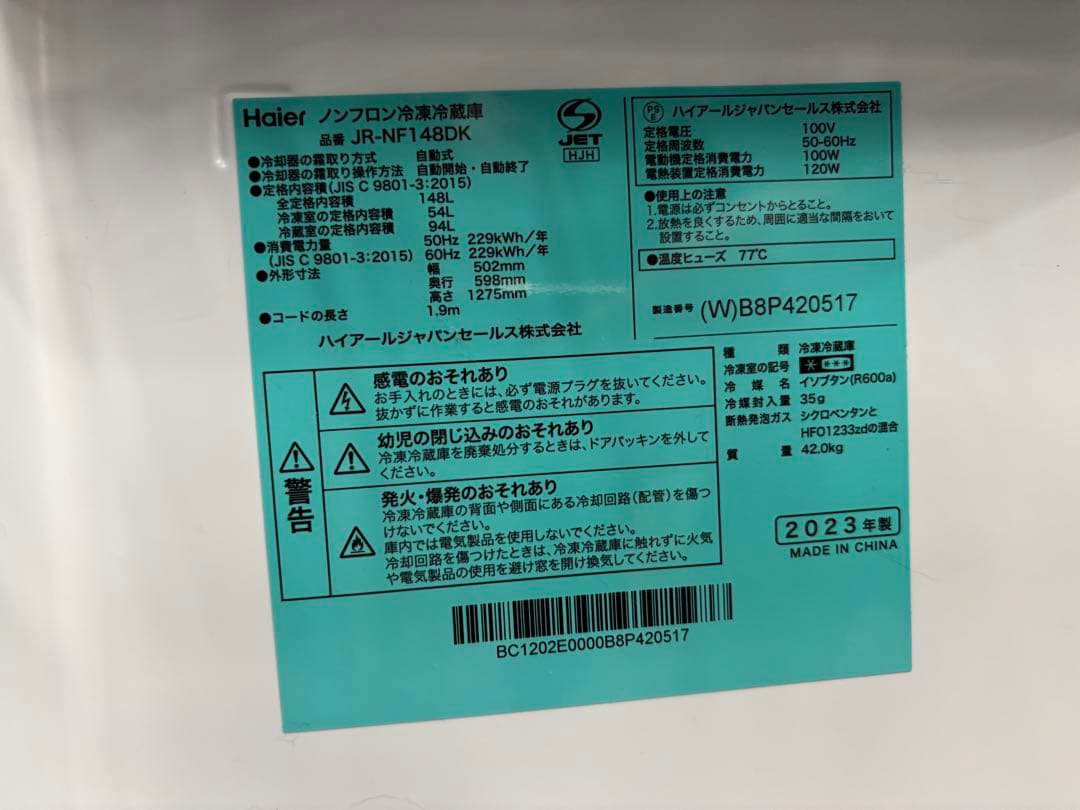 Haier ノンフロン冷凍冷蔵庫
品番 JR-NF148DK
●冷却器の霜取り方式 自動式
●冷却器の霜取り操作方法 自動開始・自動終了
●定格内容積(JIS C 9801-3:2015)
全定格内容積 148L
冷凍室の定格内容積 54L
冷蔵室の定格内容積 94L
●消費電力量 50Hz 229kWh/年
(JIS C 9801-3:2015) 60Hz 229kWh/年
●外形寸法 幅 502mm
奥行 598mm
高さ 1275mm
●コードの長さ 1.9m
ハイアールジャパンセールス株式会社
JET
HJH
PS
E
ハイアールジャパンセールス株式会社
定格電圧 100V
定格周波数 50-60Hz
電動機定格消費電力 100W
電熱装置定格消費電力 120W
●使用上の注意
1.電源は必ずコンセントからとること。
2.放熱を良くするため、周囲に適当な間隔をおいて
設置すること。
●温度ヒューズ 77℃
製造番号 (W)B8P420517
種類 冷凍冷蔵庫
冷凍室の記号 * ***
冷媒名 イソブタン(R600a)
冷媒封入量 35g
断熱発泡ガス シクロペンタンと
HFO1233zdの混合
質量 42.0kg
警告
感電のおそれあり
お手入れのときには、必ず電源プラグを抜いてください。
抜かずに作業すると感電のおそれがあります。
幼児の閉じ込みのおそれあり
冷凍冷蔵庫を廃棄処分するときは、ドアパッキンを外して
ください。
発火・爆発のおそれあり
冷凍冷蔵庫の背面や側面にある冷却回路(配管)を傷つ
けないでください。
庫内では電気製品を使用しないでください。
冷却回路を傷つけたときは、冷凍冷蔵庫に触れずに火気
や電気製品の使用を避け窓を開け換気してください。
2023年製
MADE IN CHINA
BC1202E0000B8P420517